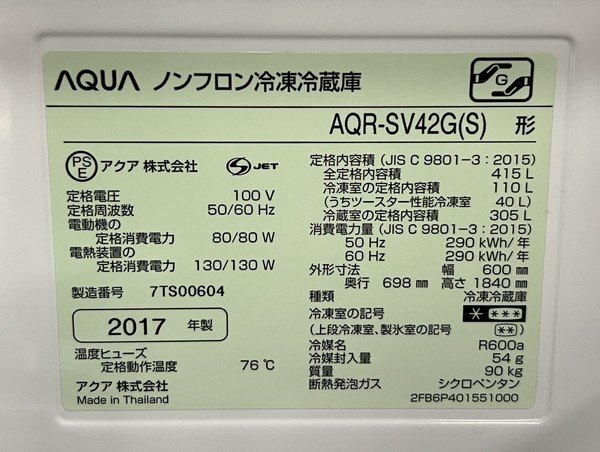 AQUA ノンフロン冷凍冷蔵庫
G
AQR-SV42G(S) 形
PS
E
アクア 株式会社
S JET
定格電圧 100 V
定格周波数 50/60 Hz
電動機の
定格消費電力 80/80 W
電熱装置の
定格消費電力 130/130 W
製造番号 7TS00604
2017 年製
温度ヒューズ
定格動作温度 76 ℃
アクア 株式会社
Made in Thailand
定格内容積 (JIS C 9801-3 : 2015)
全定格内容積 415 L
冷凍室の定格内容積 110 L
(うちツースター性能冷凍室 40 L)
冷蔵室の定格内容積 305 L
消費電力量 (JIS C 9801-3 : 2015)
50 Hz 290 kWh/年
60 Hz 290 kWh/年
外形寸法 幅 600 mm
奥行 698 mm 高さ 1840 mm
種類 冷凍冷蔵庫
冷凍室の記号 * ***
(上段冷凍室、製氷室の記号 **)
冷媒名 R600a
冷媒封入量 54 g
質量 90 kg
断熱発泡ガス シクロペンタン
2FB6P401551000